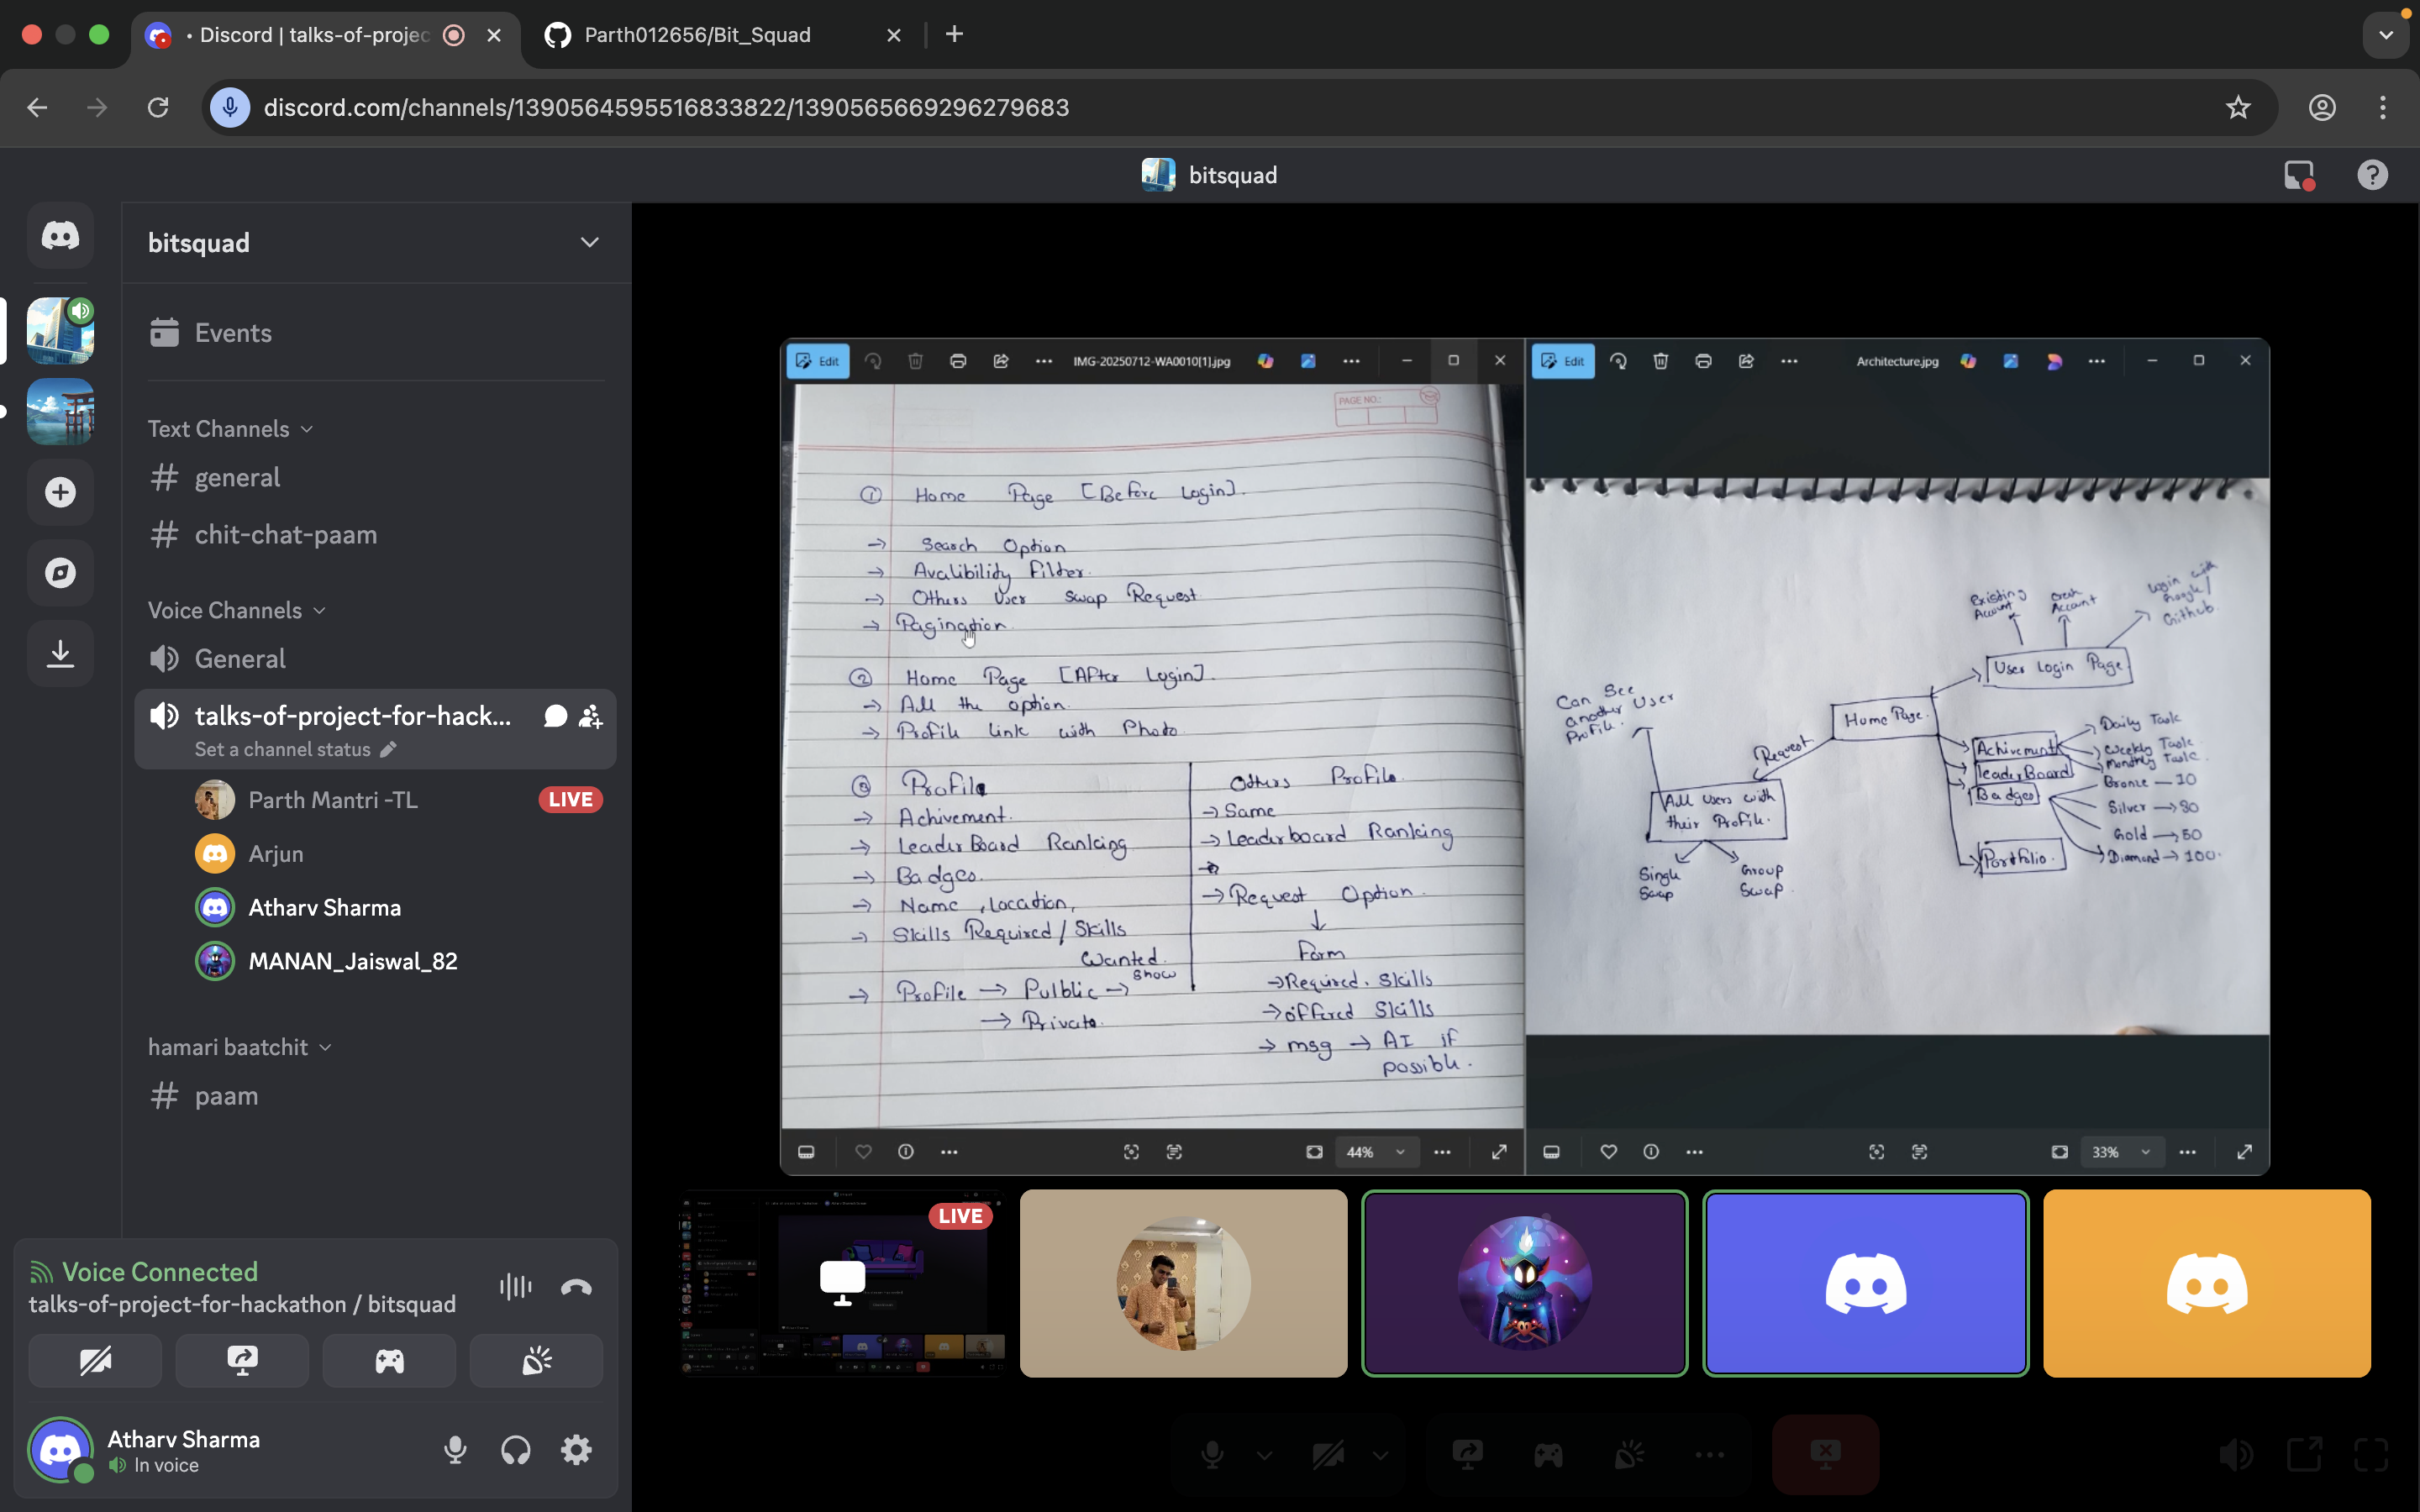 • Discord | talks-of-projec
Parth012656/Bit_Squad
discord.com/channels/1390564595516833822/1390565669296279683
bitsquad
bitsquad
Events
Text Channels
general
chit-chat-paam
Voice Channels
General
talks-of-project-for-hack...
Set a channel status
Parth Mantri -TL
LIVE
Arjun
Atharv Sharma
MANAN_Jaiswal_82
hamari baatchit
paam
Voice Connected
talks-of-project-for-hackathon / bitsquad
Atharv Sharma
In voice
Edit
IMG-20250712-WA0010[1].jpg
PAGE NO.:
① Home Page [Before Login].
→ Search Option
→ Avalibility Filter.
→ Others User Swap Request
→ Pagination.
② Home Page [After Login].
→ All the option.
→ Profile link with Photo
③ Profile
→ Achivement.
→ LeaderBoard Ranking
→ Badges.
→ Name, Location,
→ Skills Required / Skills
Wanted.
→ Profile → Pulblic → Show
→ Private.
Others Profile.
→ Same
→ Leaderboard Ranking
→
→ Request Option.
↓
Form
→ Required. Skills
→ offered Skills
→ msg → AI if
possible.
44%
Edit
Architecture.jpg
Existing
Account
Account
Login with
Google /
Github.
User Login Page
Can See
another User
Profile.
Home Page.
Request
All Users with
their Profile.
Single
Swap
Group
Swap.
Achivement
LeaderBoard
Badges
Portfolio.
Daily Task
Weekly Task
Monthly Task.
Bronze — 10
Silver → 30
Gold → 50
Diamond → 100.
33%
LIVE